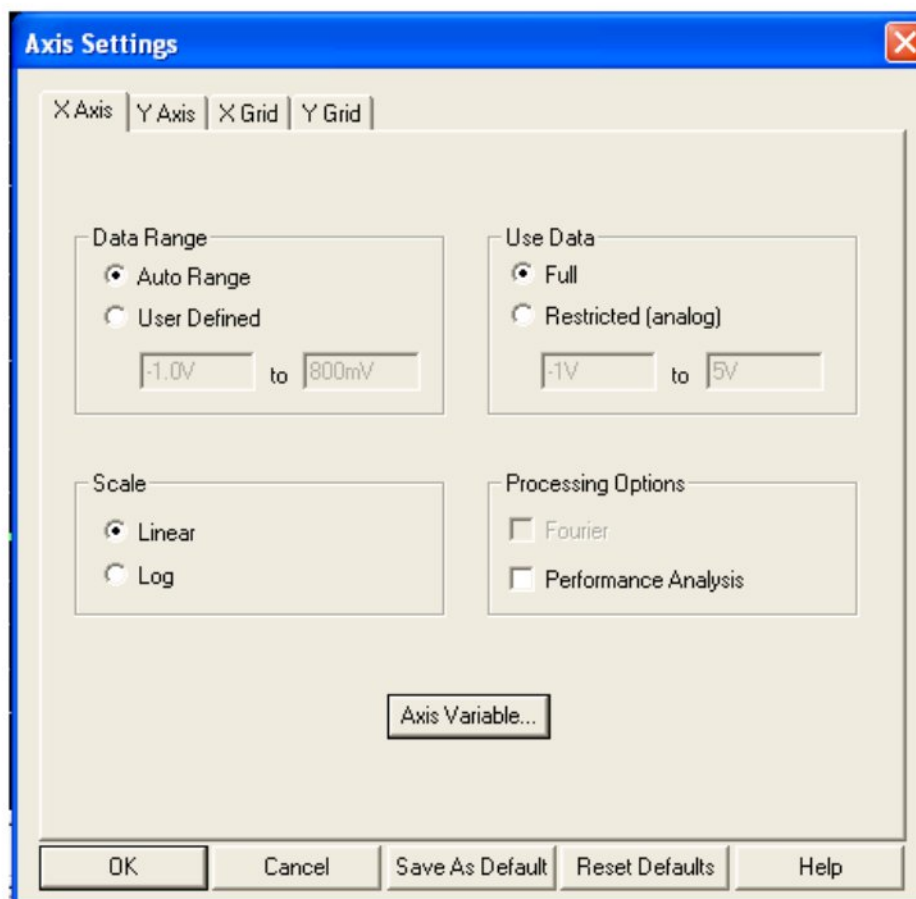 Axis Settings
X Axis Y Axis X Grid Y Grid
Data Range
Auto Range
User Defined
-1.0V to 800mV
Use Data
Full
Restricted (analog)
-1V to 5V
Scale
Linear
Log
Processing Options
Fourier
Performance Analysis
Axis Variable...
OK Cancel Save As Default Reset Defaults Help